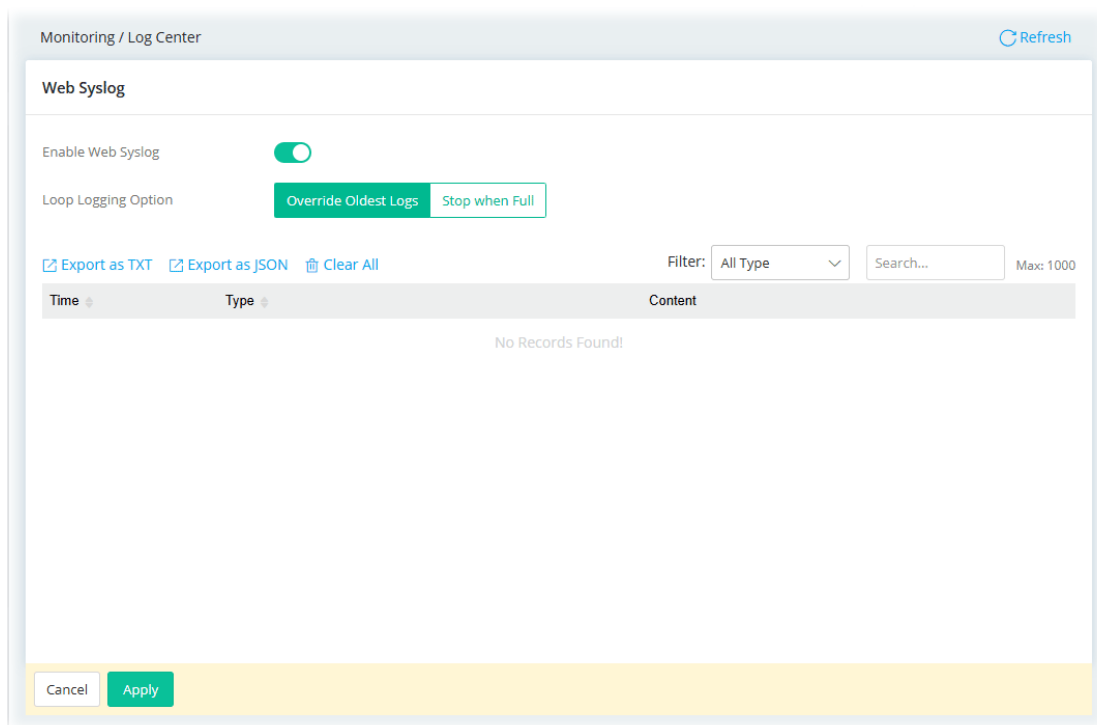 Monitoring / Log Center Refresh
Web Syslog
Enable Web Syslog
Loop Logging Option Override Oldest Logs Stop when Full
Export as TXT Export as JSON Clear All Filter: All Type Search... Max: 1000
Time Type Content
No Records Found!
Cancel Apply